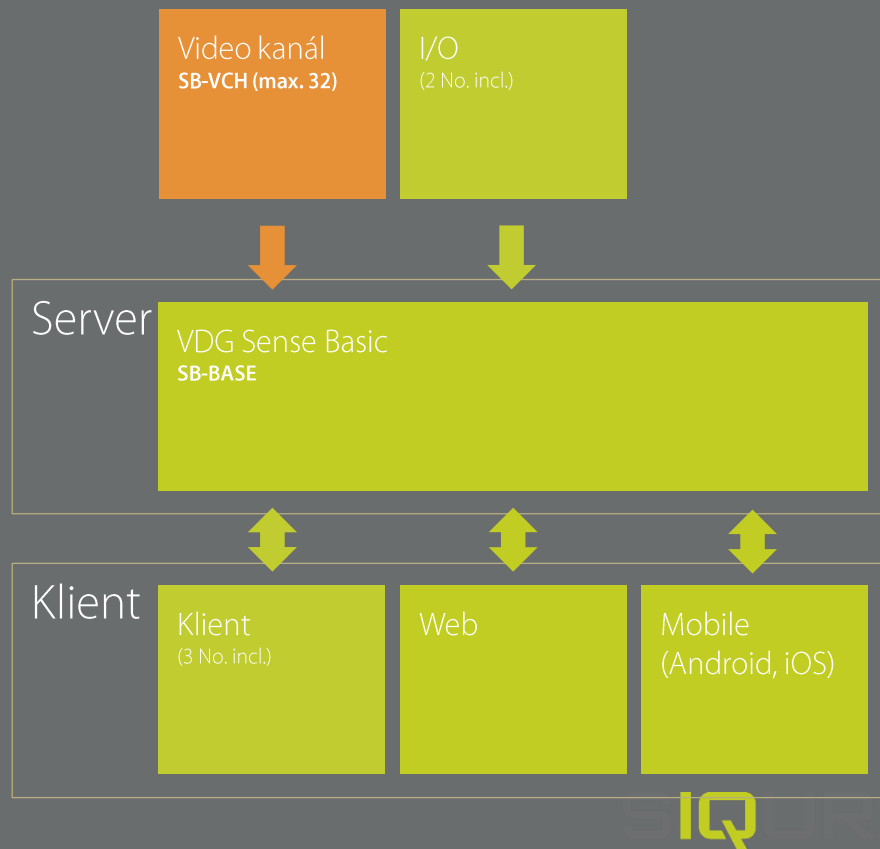 Video kanál
SB-VCH (max. 32)
I/O
(2 No. incl.)
Server
VDG Sense Basic
SB-BASE
Klient
Klient
(3 No. incl.)
Web
Mobile
(Android, iOS)
SIQUR